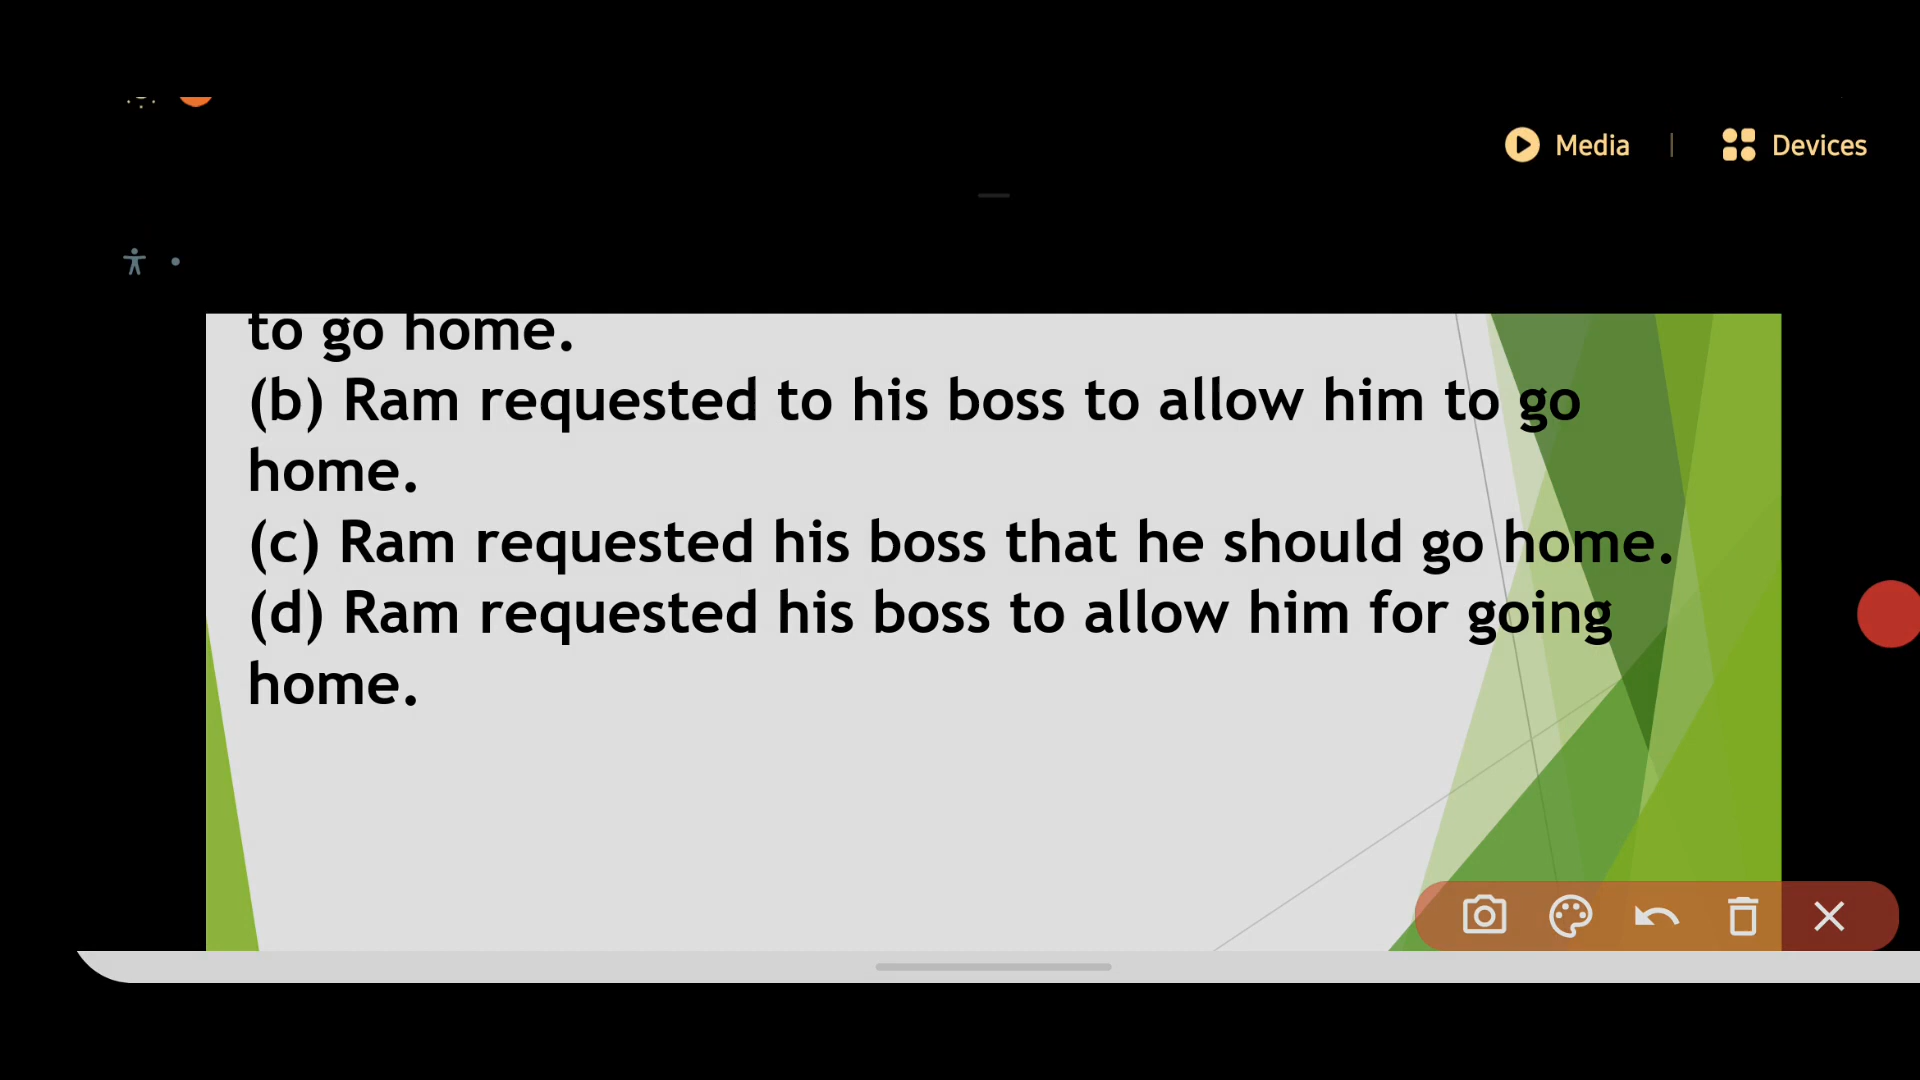 Media
Devices
to go home.
(b) Ram requested to his boss to allow him to go
home.
(c) Ram requested his boss that he should go home.
(d) Ram requested his boss to allow him for going
home.